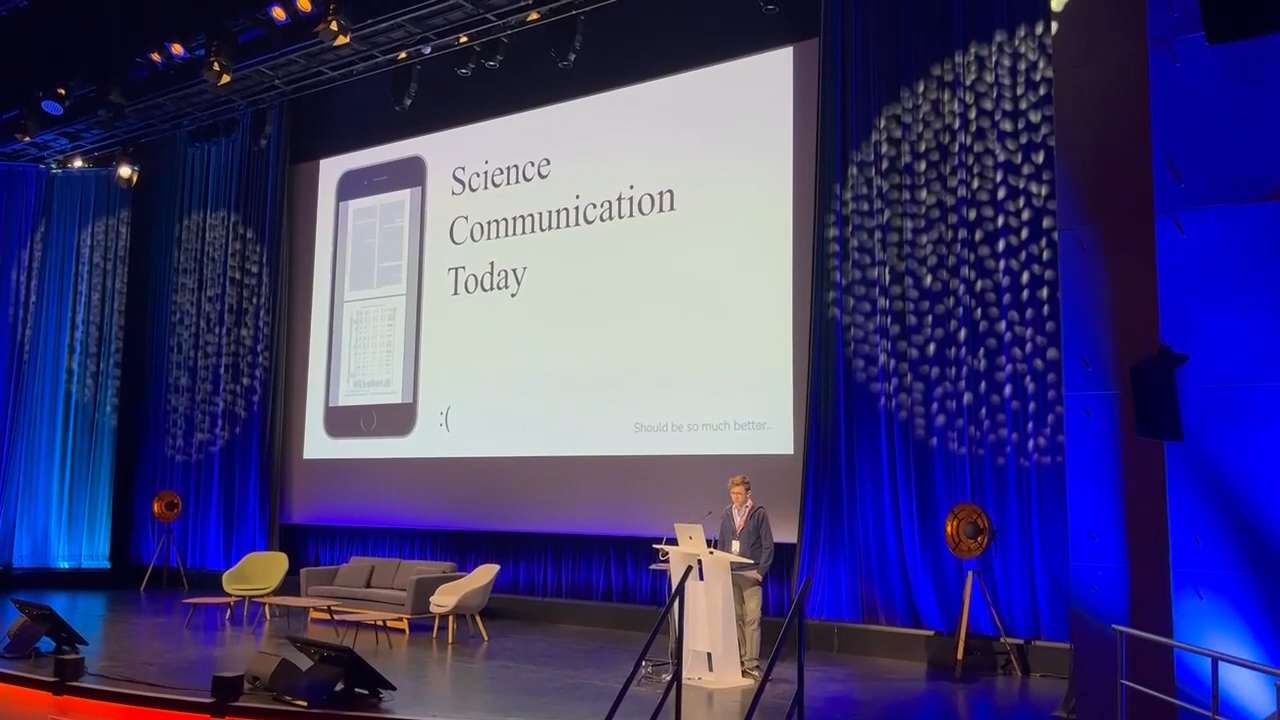 Science
Communication
Today
:(
Should be so much better...